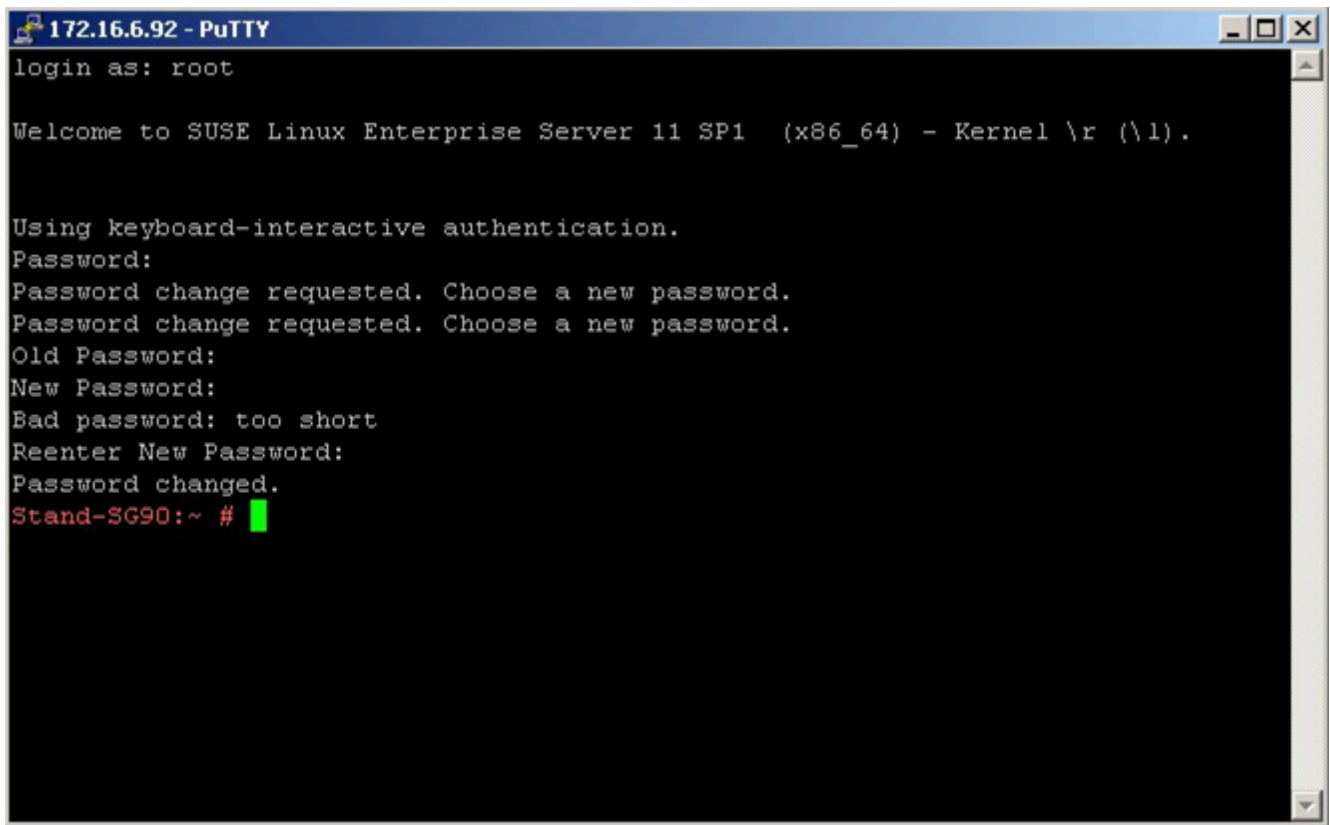 172.16.6.92 - PuTTY
login as: root
Welcome to SUSE Linux Enterprise Server 11 SP1  (x86_64) - Kernel \r (\l).
Using keyboard-interactive authentication.
Password:
Password change requested. Choose a new password.
Password change requested. Choose a new password.
Old Password:
New Password:
Bad password: too short
Reenter New Password:
Password changed.
Stand-SG90:~ #